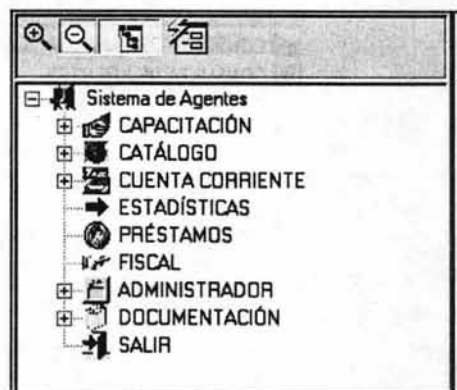 Sistema de Agentes
CAPACITACIÓN
CATÁLOGO
CUENTA CORRIENTE
ESTADÍSTICAS
PRÉSTAMOS
FISCAL
ADMINISTRADOR
DOCUMENTACIÓN
SALIR